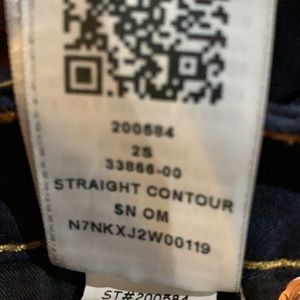 200584
2S
33866-00
STRAIGHT CONTOUR
SN OM
N7NKXJ2W00119
ST#200584